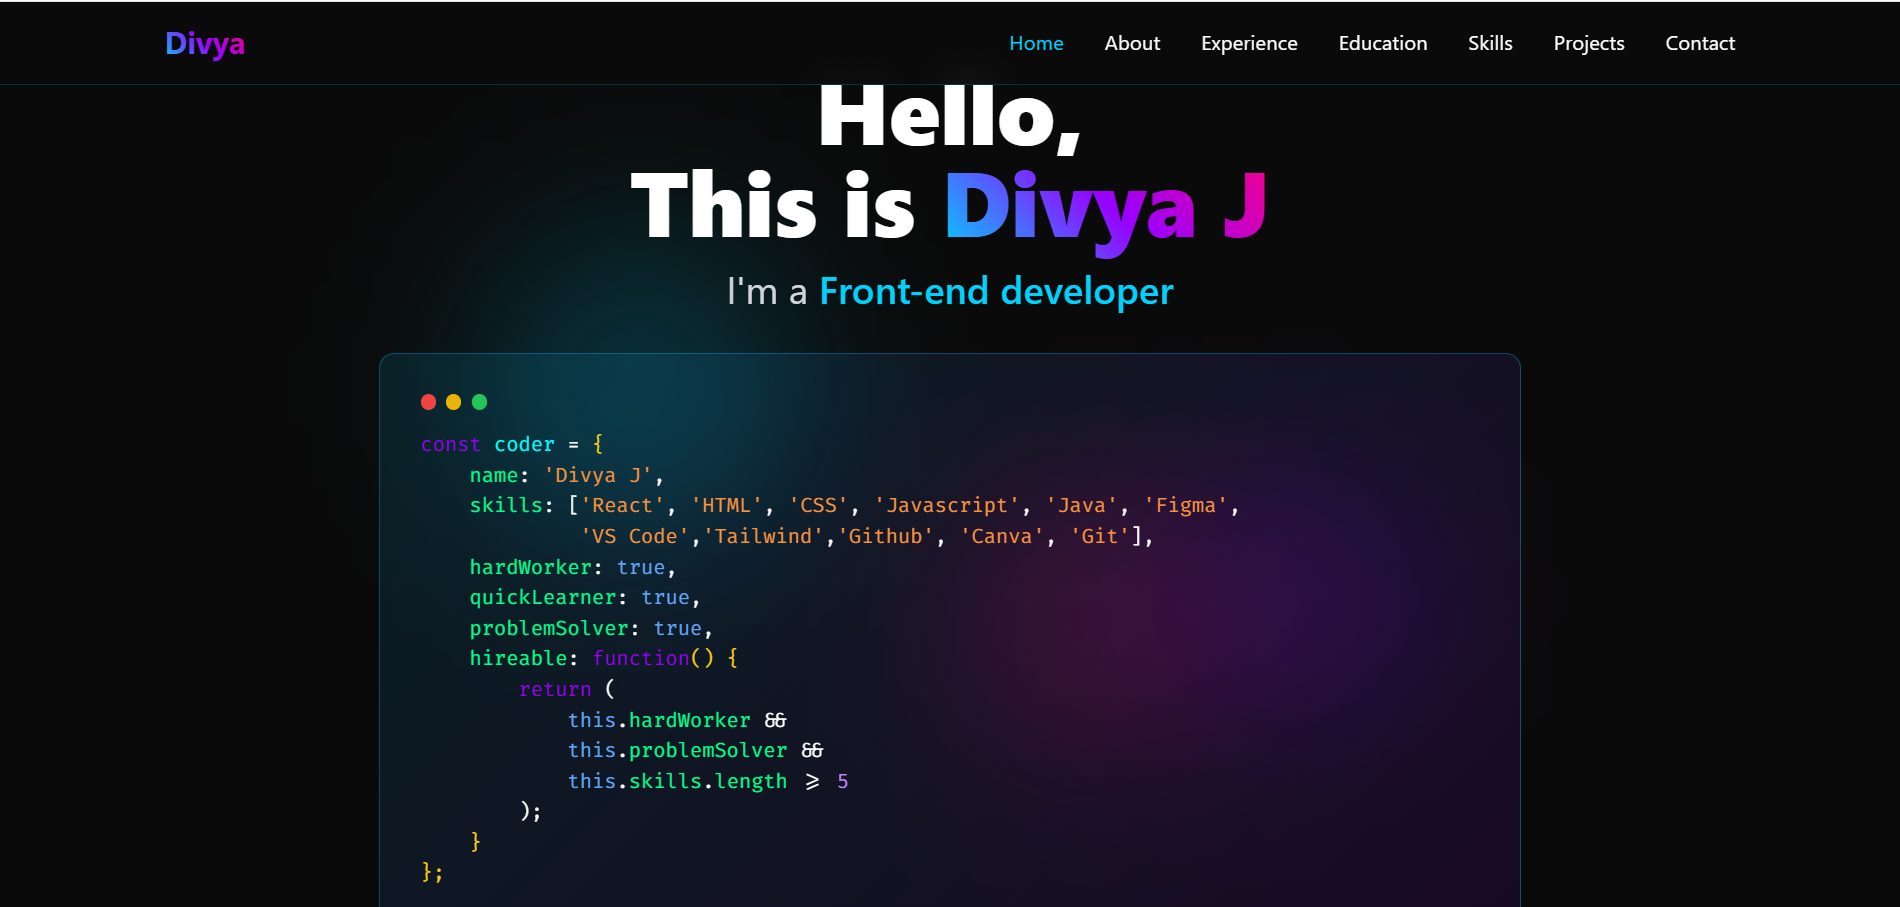 Divya
Home About Experience Education Skills Projects Contact
Hello,
This is Divya J
I'm a Front-end developer
const coder = {
    name: 'Divya J',
    skills: ['React', 'HTML', 'CSS', 'Javascript', 'Java', 'Figma',
             'VS Code','Tailwind','Github', 'Canva', 'Git'],
    hardWorker: true,
    quickLearner: true,
    problemSolver: true,
    hireable: function() {
        return (
            this.hardWorker &&
            this.problemSolver &&
            this.skills.length >= 5
        );
    }
};